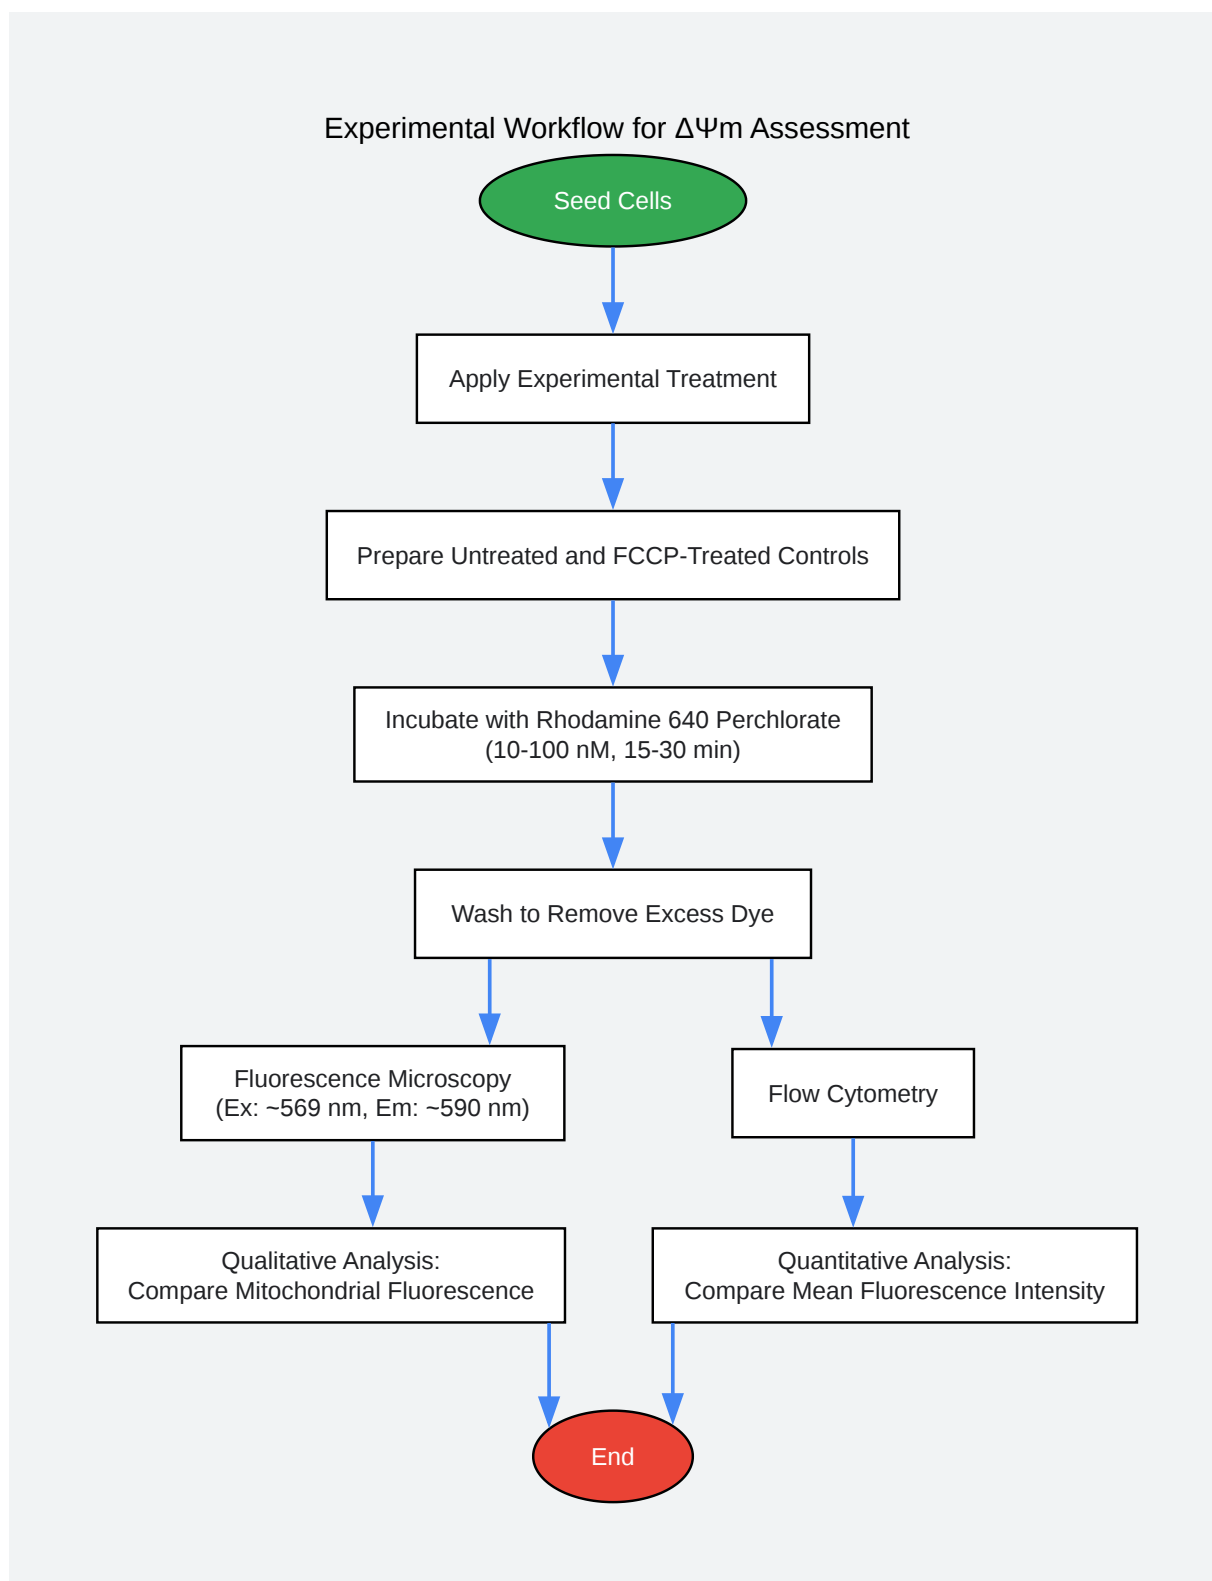 Experimental Workflow for ΔΨm Assessment
Seed Cells
Apply Experimental Treatment
Prepare Untreated and FCCP-Treated Controls
Incubate with Rhodamine 640 Perchlorate
(10-100 nM, 15-30 min)
Wash to Remove Excess Dye
Fluorescence Microscopy
(Ex: ~569 nm, Em: ~590 nm)
Flow Cytometry
Qualitative Analysis:
Compare Mitochondrial Fluorescence
Quantitative Analysis:
Compare Mean Fluorescence Intensity
End